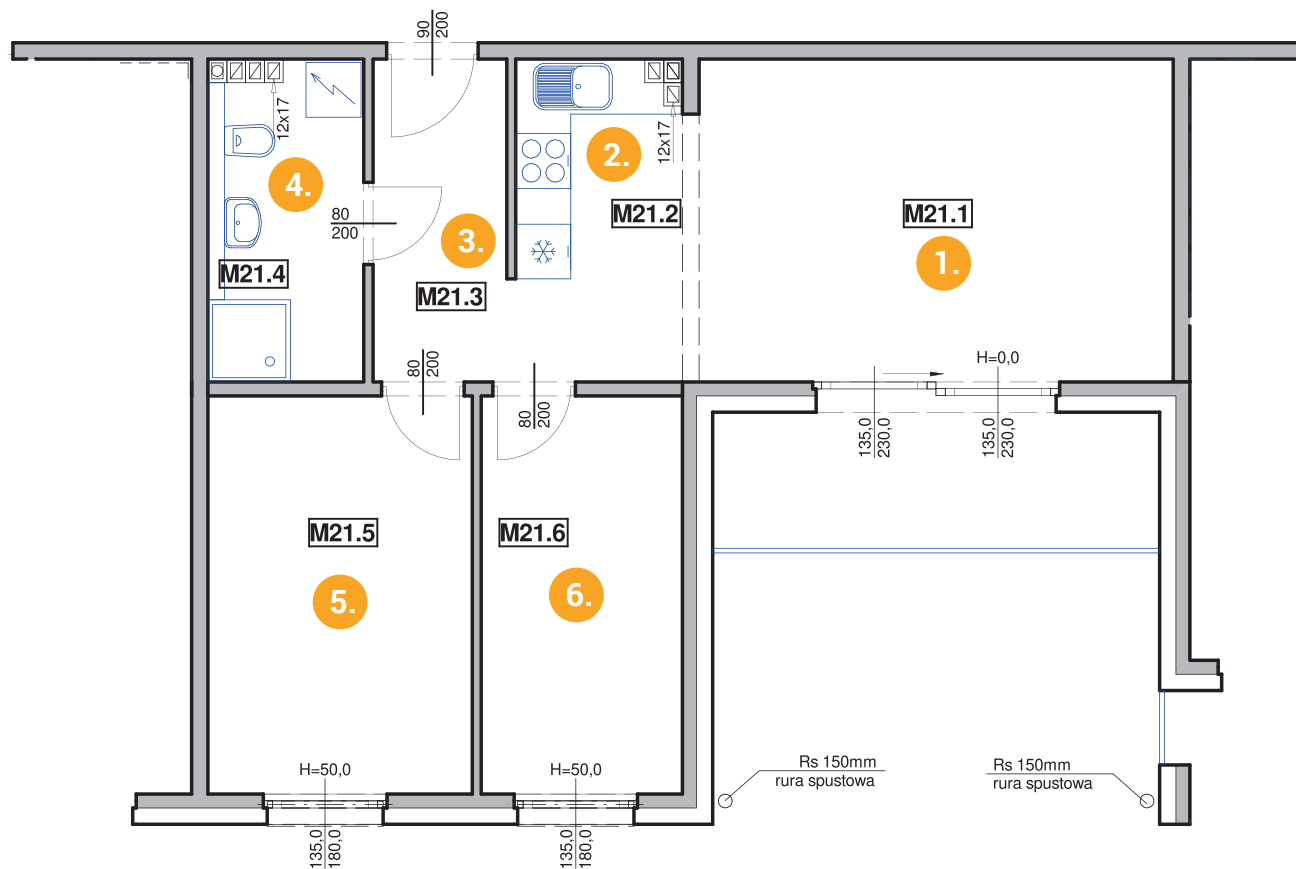 90
200
12x17
12x17
4.
2.
80
200
M21.2
M21.1
3.
1.
M21.4
M21.3
80
200
80
200
H=0,0
135,0
230,0
135,0
230,0
M21.5
M21.6
5.
6.
H=50,0
H=50,0
Rs 150mm
rura spustowa
Rs 150mm
rura spustowa
135,0
180,0
135,0
180,0